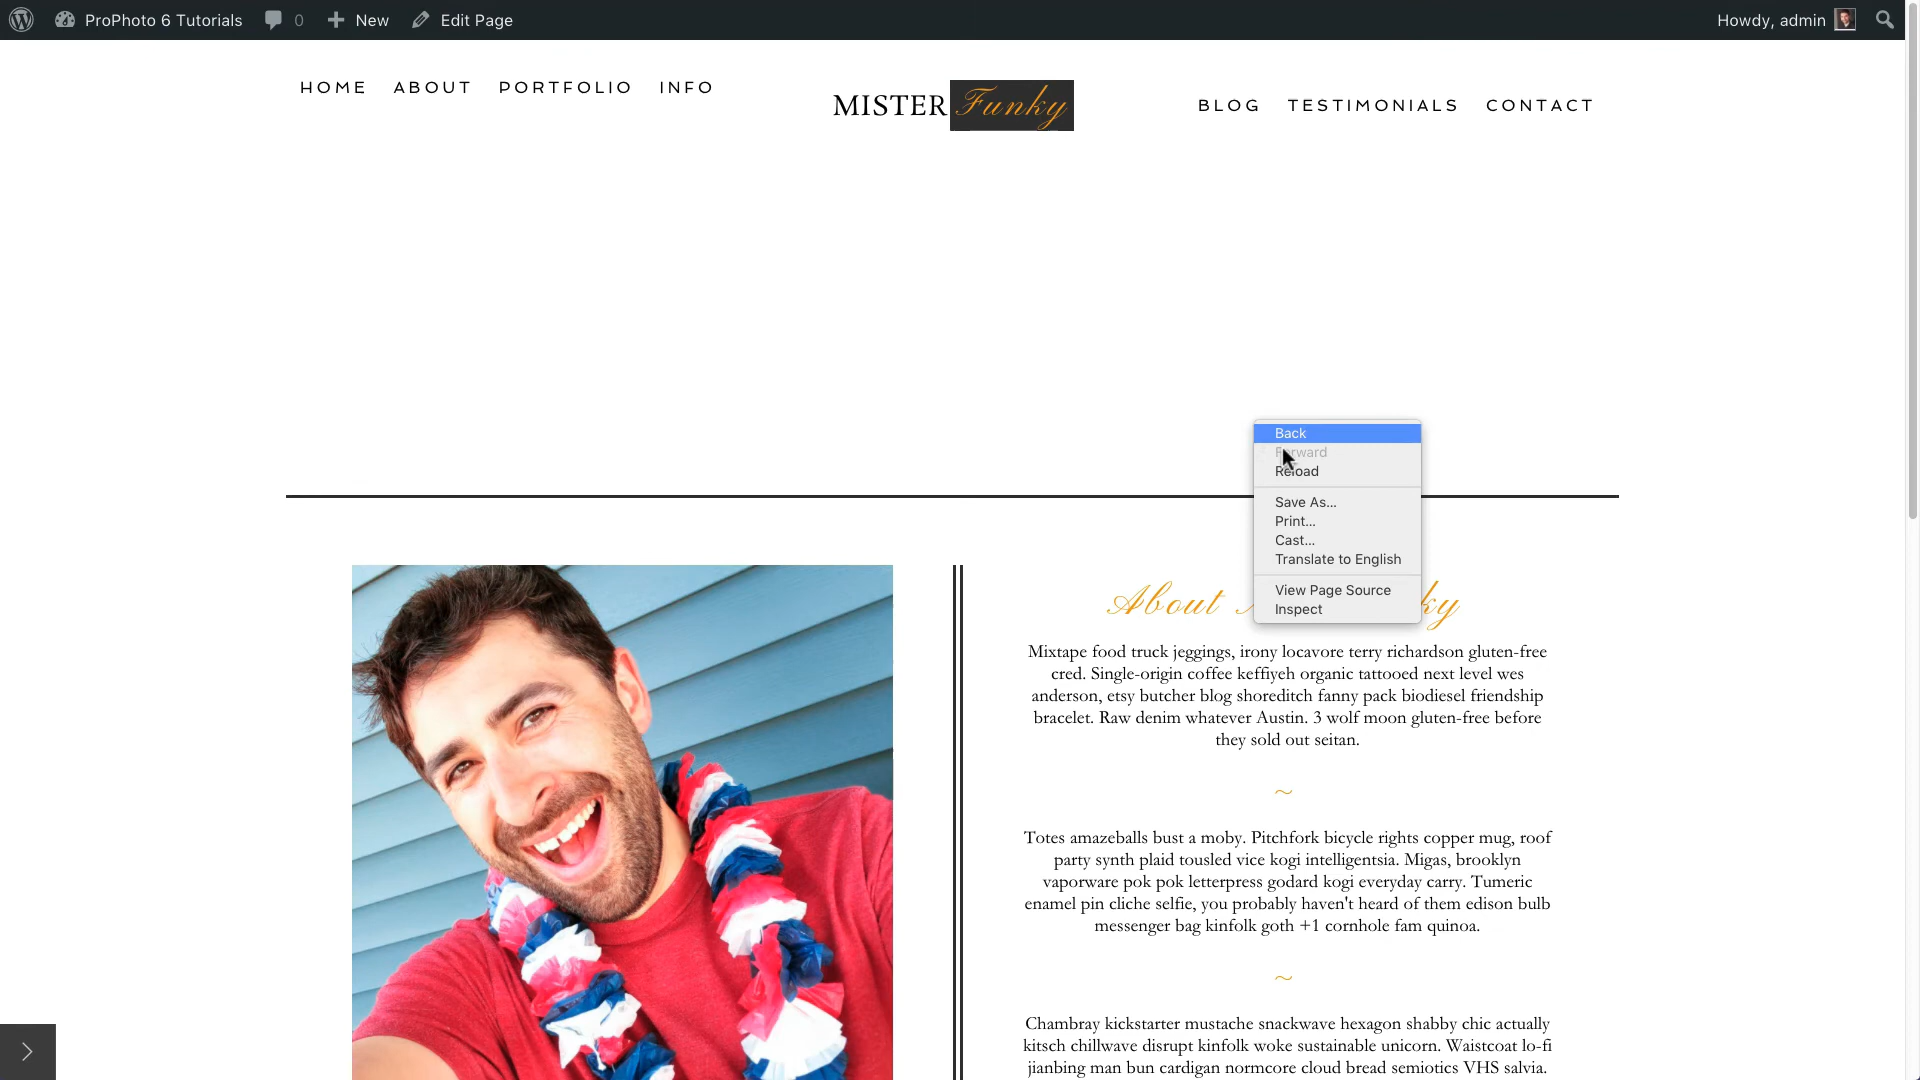 ProPhoto 6 Tutorials 0 New Edit Page Howdy, admin
HOME ABOUT PORTFOLIO INFO
MISTER Funky
BLOG TESTIMONIALS CONTACT
Back
Forward
Reload
Save As...
Print...
Cast...
Translate to English
View Page Source
Inspect
About
Mixtape food truck jeggings, irony locavore terry richardson gluten-free
cred. Single-origin coffee keffiyeh organic tattooed next level wes
anderson, etsy butcher blog shoreditch fanny pack biodiesel friendship
bracelet. Raw denim whatever Austin. 3 wolf moon gluten-free before
they sold out seitan.
~
Totes amazeballs bust a moby. Pitchfork bicycle rights copper mug, roof
party synth plaid tousled vice kogi intelligentsia. Migas, brooklyn
vaporware pok pok letterpress godard kogi everyday carry. Tumeric
enamel pin cliche selfie, you probably haven't heard of them edison bulb
messenger bag kinfolk goth +1 cornhole fam quinoa.
~
Chambray kickstarter mustache snackwave hexagon shabby chic actually
kitsch chillwave disrupt kinfolk woke sustainable unicorn. Waistcoat lo-fi
jianbing man bun cardigan normcore cloud bread semiotics VHS salvia.